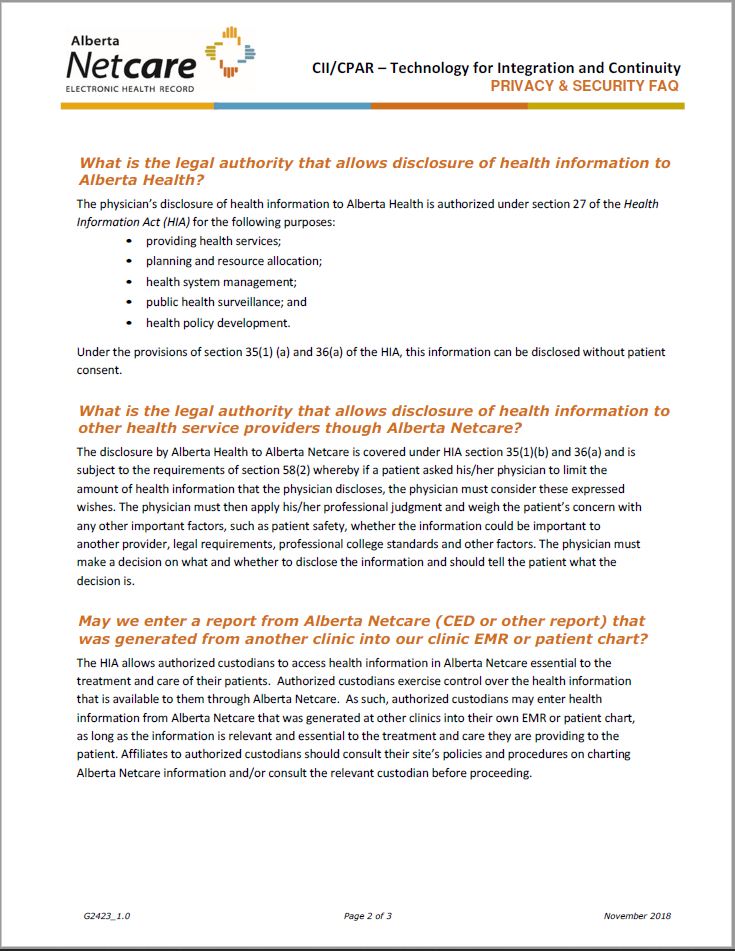 Alberta
Netcare
ELECTRONIC HEALTH RECORD
CII/CPAR – Technology for Integration and Continuity
PRIVACY & SECURITY FAQ
What is the legal authority that allows disclosure of health information to
Alberta Health?
The physician's disclosure of health information to Alberta Health is authorized under section 27 of the Health
Information Act (HIA) for the following purposes:
• providing health services;
• planning and resource allocation;
• health system management;
• public health surveillance; and
• health policy development.
Under the provisions of section 35(1) (a) and 36(a) of the HIA, this information can be disclosed without patient
consent.
What is the legal authority that allows disclosure of health information to
other health service providers though Alberta Netcare?
The disclosure by Alberta Health to Alberta Netcare is covered under HIA section 35(1)(b) and 36(a) and is
subject to the requirements of section 58(2) whereby if a patient asked his/her physician to limit the
amount of health information that the physician discloses, the physician must consider these expressed
wishes. The physician must then apply his/her professional judgment and weigh the patient's concern with
any other important factors, such as patient safety, whether the information could be important to
another provider, legal requirements, professional college standards and other factors. The physician must
make a decision on what and whether to disclose the information and should tell the patient what the
decision is.
May we enter a report from Alberta Netcare (CED or other report) that
was generated from another clinic into our clinic EMR or patient chart?
The HIA allows authorized custodians to access health information in Alberta Netcare essential to the
treatment and care of their patients.  Authorized custodians exercise control over the health information
that is available to them through Alberta Netcare.  As such, authorized custodians may enter health
information from Alberta Netcare that was generated at other clinics into their own EMR or patient chart,
as long as the information is relevant and essential to the treatment and care they are providing to the
patient. Affiliates to authorized custodians should consult their site's policies and procedures on charting
Alberta Netcare information and/or consult the relevant custodian before proceeding.
G2423_1.0
Page 2 of 3
November 2018